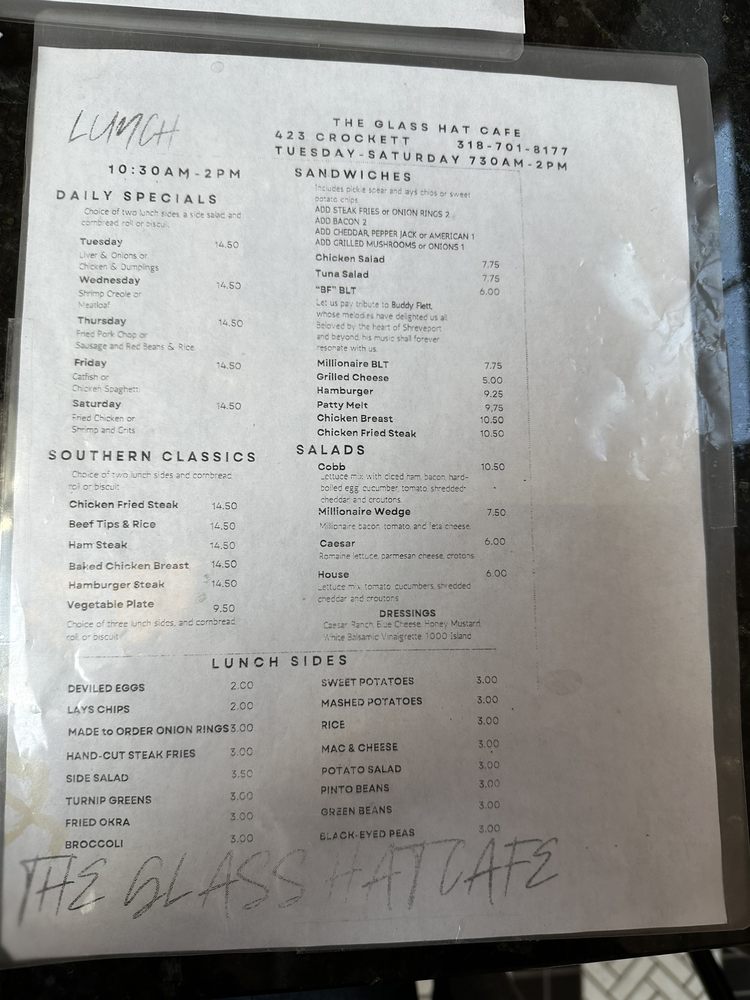 LUNCH
THE GLASS HAT CAFE
423 CROCKETT 318-701-8177
TUESDAY-SATURDAY 730AM-2PM
10:30AM-2PM
DAILY SPECIALS
Choice of two lunch sides, a side salad and
cornbread, roll or biscuit
Tuesday 14.50
Liver & Onions or
Chicken & Dumplings
Wednesday 14.50
Shrimp Creole or
Meatloaf
Thursday 14.50
Fried Pork Chop or
Sausage and Red Beans & Rice
Friday 14.50
Catfish or
Chicken Spaghetti
Saturday 14.50
Fried Chicken or
Shrimp and Grits
SOUTHERN CLASSICS
Choice of two lunch sides and cornbread,
roll or biscuit
Chicken Fried Steak 14.50
Beef Tips & Rice 14.50
Ham Steak 14.50
Baked Chicken Breast 14.50
Hamburger Steak 14.50
Vegetable Plate 9.50
Choice of three lunch sides, and cornbread,
roll, or biscuit
SANDWICHES
Includes pickle spear and lays chips or sweet
potato chips
ADD STEAK FRIES or ONION RINGS 2
ADD BACON 2
ADD CHEDDAR, PEPPER JACK or AMERICAN 1
ADD GRILLED MUSHROOMS or ONIONS 1
Chicken Salad 7.75
Tuna Salad 7.75
"BF" BLT 6.00
Let us pay tribute to Buddy Flett,
whose melodies have delighted us all.
Beloved by the heart of Shreveport
and beyond, his music shall forever
resonate with us.
Millionaire BLT 7.75
Grilled Cheese 5.00
Hamburger 9.25
Patty Melt 9.75
Chicken Breast 10.50
Chicken Fried Steak 10.50
SALADS
Cobb 10.50
Lettuce mix with diced ham, bacon, hard-
boiled egg, cucumber, tomato, shredded-
cheddar and croutons
Millionaire Wedge 7.50
Millionaire bacon, tomato, and feta cheese.
Caesar 6.00
Romaine lettuce, parmesan cheese, crotons
House 6.00
Lettuce mix, tomato, cucumbers, shredded
cheddar and croutons
DRESSINGS
Caesar, Ranch, Blue Cheese, Honey Mustard,
White Balsamic Vinaigrette, 1000 Island
LUNCH SIDES
DEVILED EGGS 2.00
LAYS CHIPS 2.00
MADE to ORDER ONION RINGS 3.00
HAND-CUT STEAK FRIES 3.00
SIDE SALAD 3.50
TURNIP GREENS 3.00
FRIED OKRA 3.00
BROCCOLI 3.00
SWEET POTATOES 3.00
MASHED POTATOES 3.00
RICE 3.00
MAC & CHEESE 3.00
POTATO SALAD 3.00
PINTO BEANS 3.00
GREEN BEANS 3.00
BLACK-EYED PEAS 3.00
THE GLASS HAT CAFE